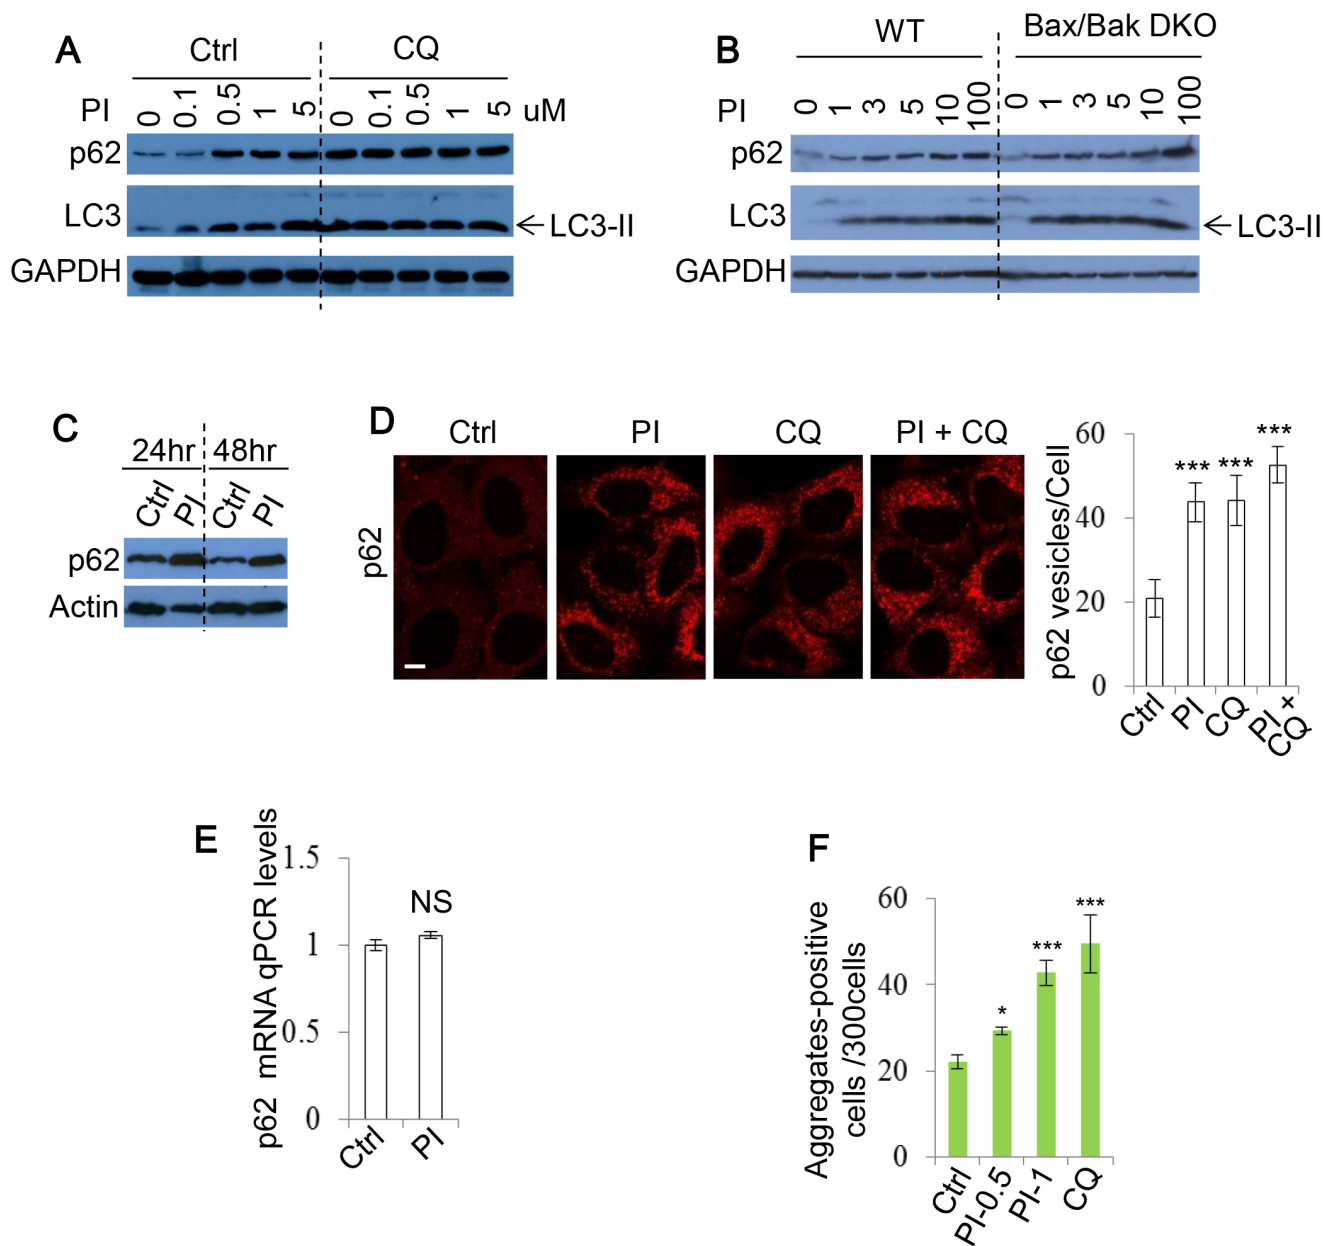 A
Ctrl
CQ
PI
0
0.1
0.5
1
5
0
0.1
0.5
1
5
uM
p62
LC3
LC3-II
GAPDH
B
WT
Bax/Bak DKO
PI
0
1
3
5
10
100
0
1
3
5
10
100
p62
LC3
LC3-II
GAPDH
C
24hr
48hr
Ctrl
PI
Ctrl
PI
p62
Actin
D
Ctrl
PI
CQ
PI + CQ
p62
p62 vesicles/Cell
60
40
20
0
***
***
***
Ctrl
PI
CQ
PI +
CQ
E
p62 mRNA qPCR levels
1.5
1
0.5
0
NS
Ctrl
PI
F
Aggregates-positive
cells /300cells
60
40
20
0
*
***
***
Ctrl
PI-0.5
PI-1
CQ